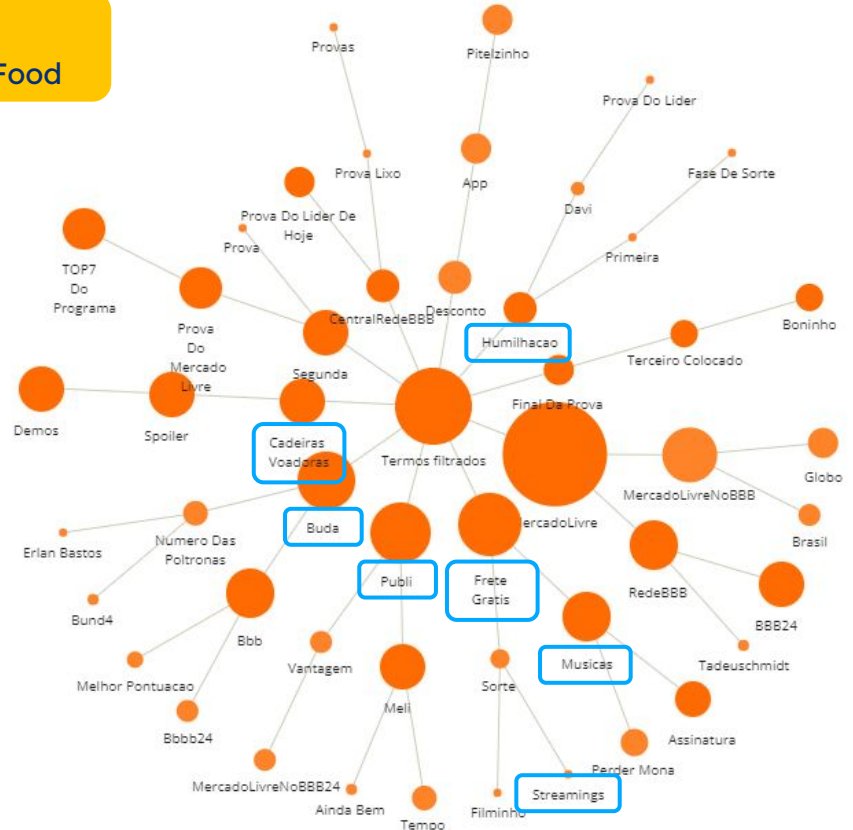 Food
Provas
Pitelzinho
Prova Do Lider
Prova Lixo
App
Fase De Sorte
Davi
Prova Do Lider De
Hoje
Prova
Primeira
TOP7
Do
Programa
Prova
Do
Mercado
Livre
CentralRedeBBB
Desconto
Humilhacao
Boninho
Terceiro Colocado
Segunda
Final Da Prova
Demos
Spoiler
Cadeiras
Voadoras
Termos filtrados
MercadoLivreNoBBB
Globo
MercadoLivre
Buda
Erlan Bastos
Numero Das
Poltronas
Brasil
Publi
Frete
Gratis
RedeBBB
BBB24
Bund4
Bbb
Vantagem
Sorte
Musicas
Tadeuschmidt
Melhor Pontuacao
Meli
Bbbb24
Assinatura
MercadoLivreNoBBB24
Perder Mona
Ainda Bem
Tempo
Filminho
Streamings